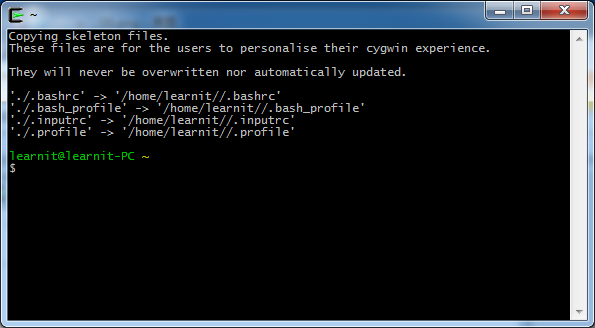 ~
Copying skeleton files.
These files are for the users to personalise their cygwin experience.
They will never be overwritten nor automatically updated.
'./.bashrc' -> '/home/learnit//.bashrc'
'./.bash_profile' -> '/home/learnit//.bash_profile'
'./.inputrc' -> '/home/learnit//.inputrc'
'./.profile' -> '/home/learnit//.profile'
learnit@learnit-PC ~
$